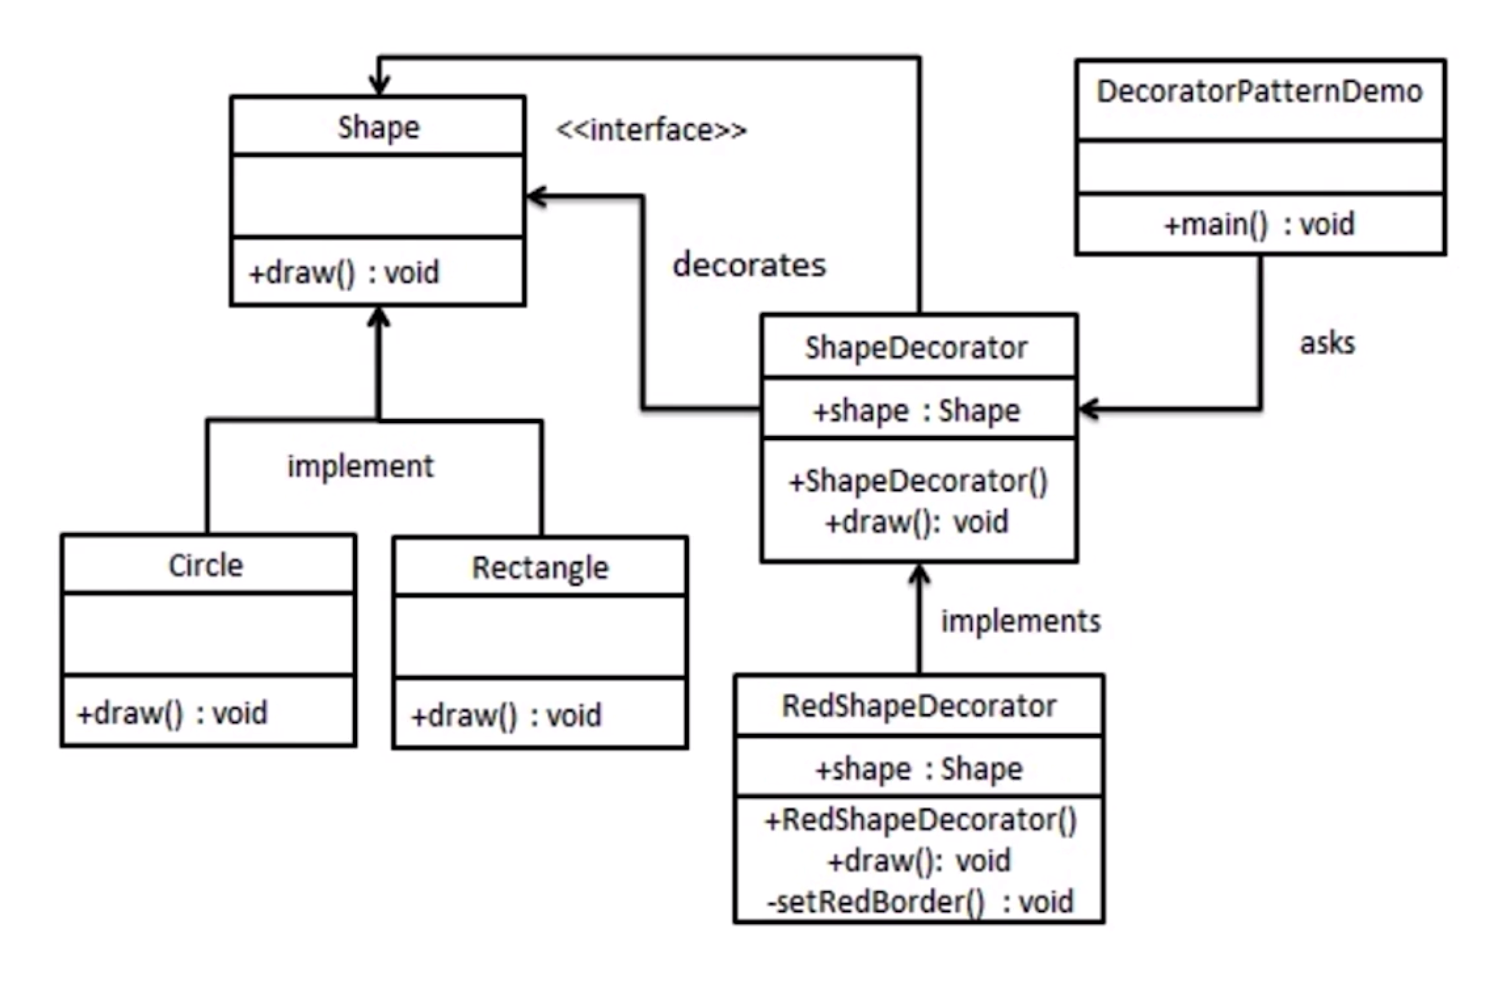 Shape
<<interface>>
+draw() : void
decorates
DecoratorPatternDemo
+main() : void
asks
ShapeDecorator
+shape : Shape
+ShapeDecorator()
+draw(): void
implement
Circle
+draw() : void
Rectangle
+draw() : void
implements
RedShapeDecorator
+shape : Shape
+RedShapeDecorator()
+draw(): void
-setRedBorder() : void